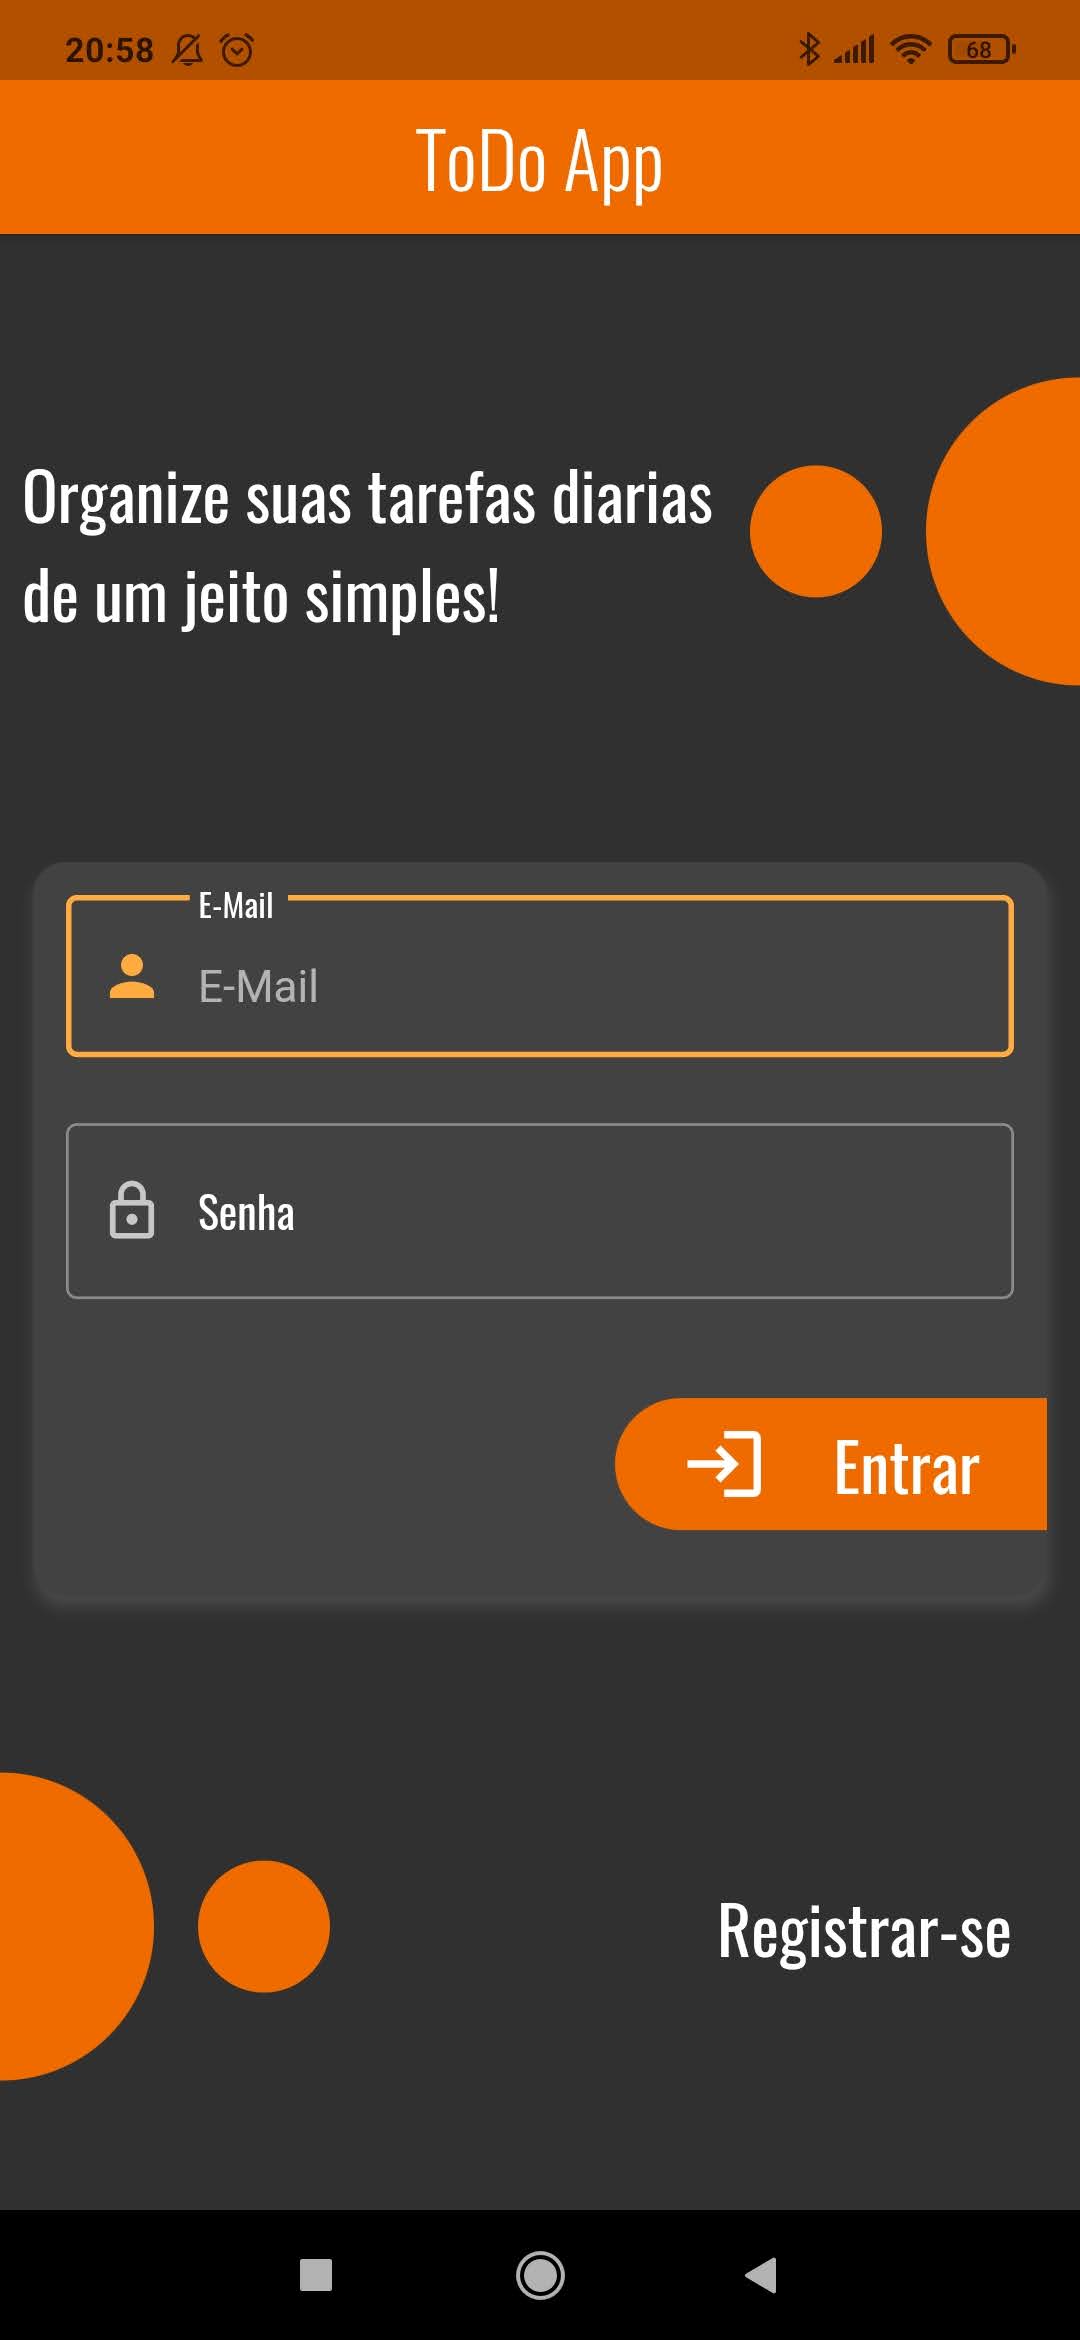 20:58
68
ToDo App
Organize suas tarefas diarias
de um jeito simples!
E-Mail
E-Mail
Senha
Entrar
Registrar-se